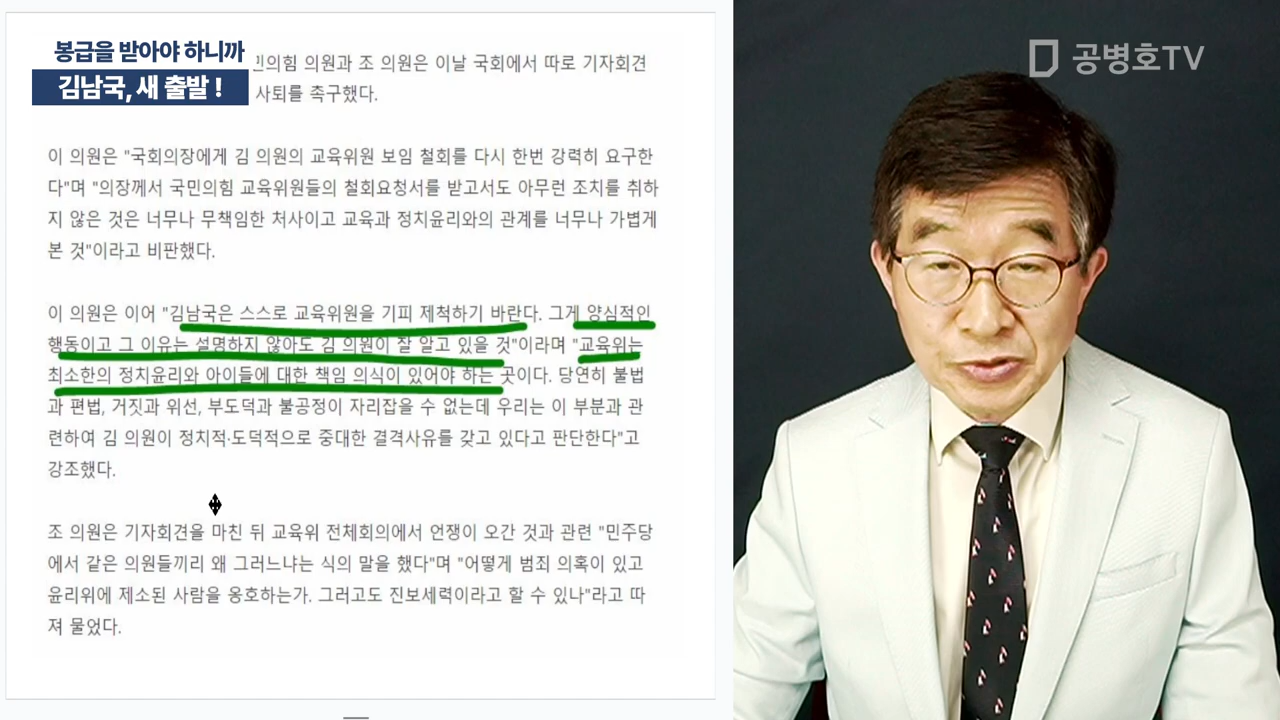 봉급을 받아야 하니까
김남국, 새 출발 !
공병호TV
민의힘 의원과 조 의원은 이날 국회에서 따로 기자회견
사퇴를 촉구했다.
이 의원은 "국회의장에게 김 의원의 교육위원 보임 철회를 다시 한번 강력히 요구한
다"며 "의장께서 국민의힘 교육위원들의 철회요청서를 받고서도 아무런 조치를 취하
지 않은 것은 너무나 무책임한 처사이고 교육과 정치윤리와의 관계를 너무나 가볍게
본 것"이라고 비판했다.
이 의원은 이어 "김남국은 스스로 교육위원을 기피 제척하기 바란다. 그게 양심적인
행동이고 그 이유는 설명하지 않아도 김 의원이 잘 알고 있을 것"이라며 "교육위는
최소한의 정치윤리와 아이들에 대한 책임 의식이 있어야 하는 곳이다. 당연히 불법
과 편법, 거짓과 위선, 부도덕과 불공정이 자리잡을 수 없는데 우리는 이 부분과 관
련하여 김 의원이 정치적·도덕적으로 중대한 결격사유를 갖고 있다고 판단한다"고
강조했다.
조 의원은 기자회견을 마친 뒤 교육위 전체회의에서 언쟁이 오간 것과 관련 "민주당
에서 같은 의원들끼리 왜 그러느냐는 식의 말을 했다"며 "어떻게 범죄 의혹이 있고
윤리위에 제소된 사람을 옹호하는가. 그러고도 진보세력이라고 할 수 있나"라고 따
져 물었다.